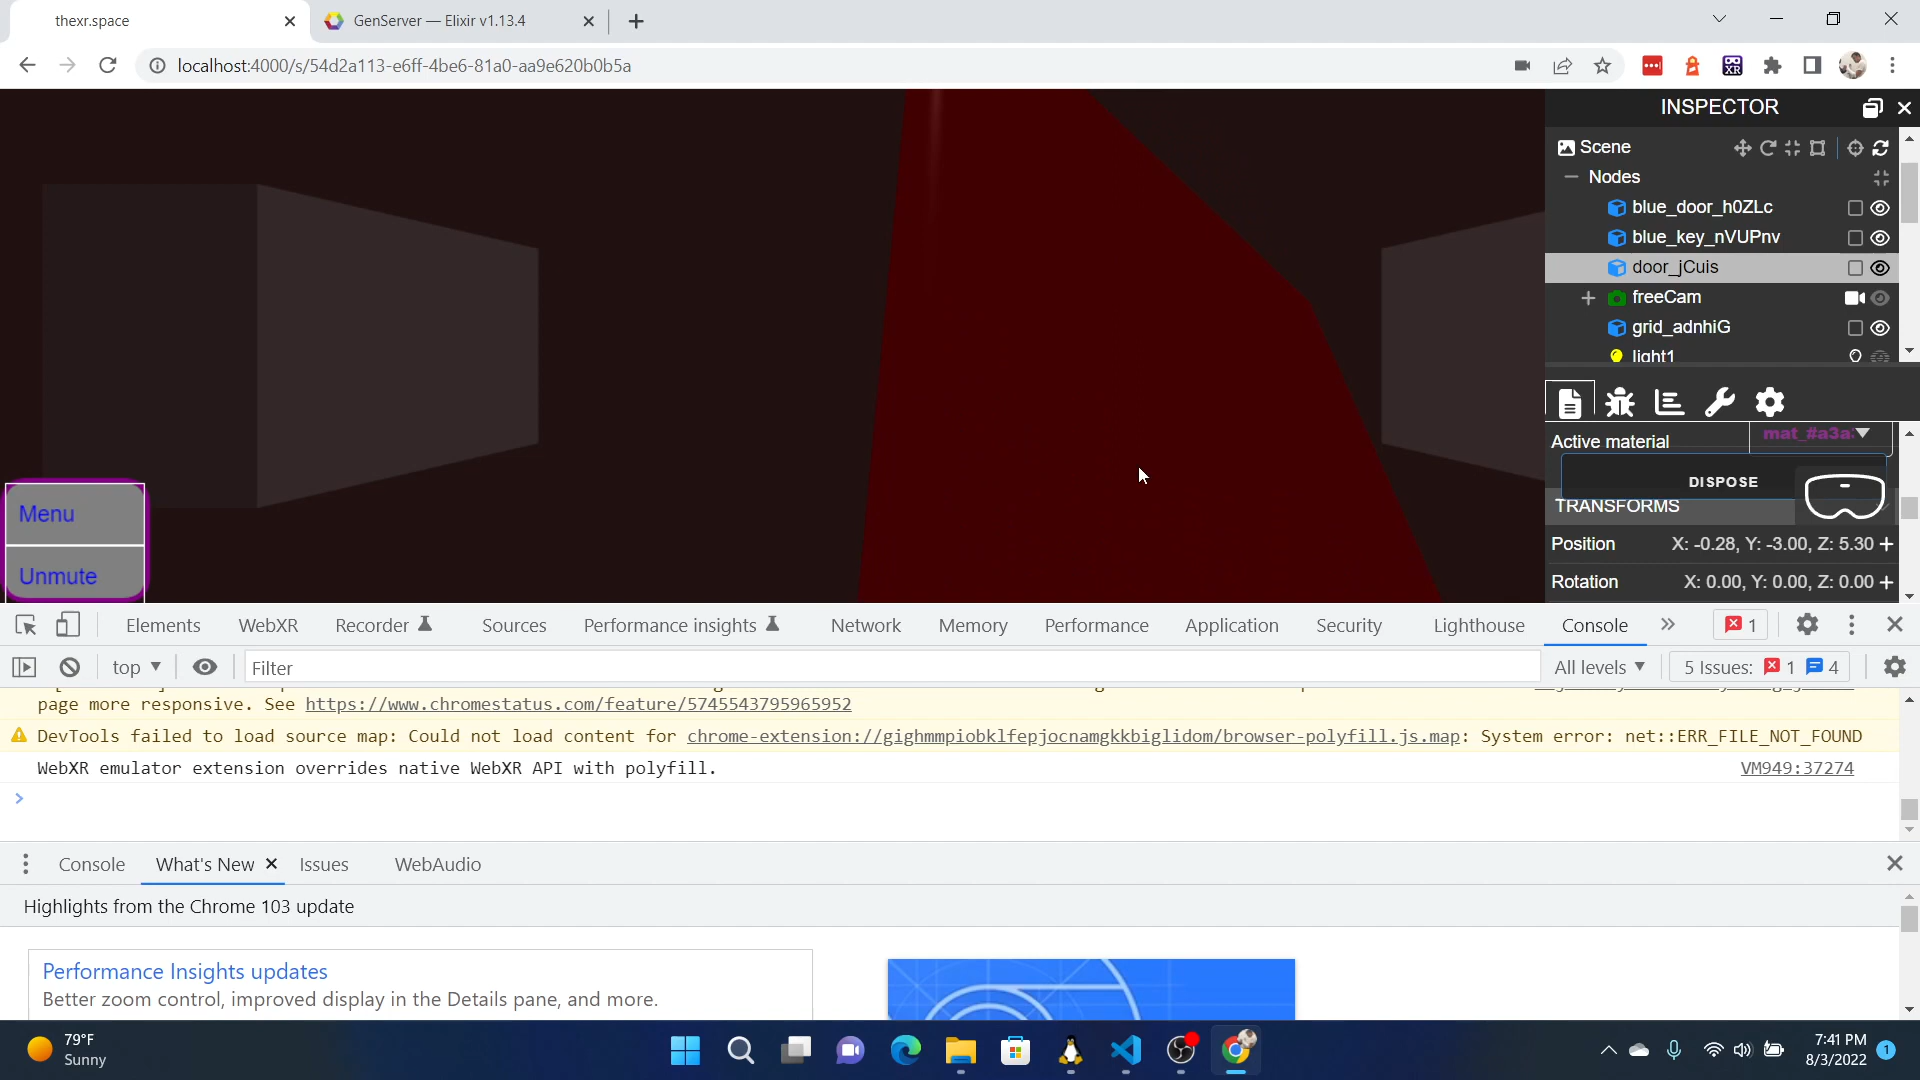 thexr.space
GenServer — Elixir v1.13.4
localhost:4000/s/54d2a113-e6ff-4be6-81a0-aa9e620b0b5a
XR
INSPECTOR
Scene
Nodes
blue_door_h0ZLc
blue_key_nVUPnv
door_jCuis
freeCam
grid_adnhiG
light1
Active material
mat_#a3a
DISPOSE
TRANSFORMS
Position X: -0.28, Y: -3.00, Z: 5.30
Rotation X: 0.00, Y: 0.00, Z: 0.00
Menu
Unmute
Elements WebXR Recorder Sources Performance insights Network Memory Performance Application Security Lighthouse Console » 1
top Filter All levels 5 Issues: 1 4
page more responsive. See https://www.chromestatus.com/feature/5745543795965952
DevTools failed to load source map: Could not load content for chrome-extension://gighmmpiobklfepjocnamgkkbiglidom/browser-polyfill.js.map: System error: net::ERR_FILE_NOT_FOUND
WebXR emulator extension overrides native WebXR API with polyfill. VM949:37274
Console What's New Issues WebAudio
Highlights from the Chrome 103 update
Performance Insights updates
Better zoom control, improved display in the Details pane, and more.
79°F
Sunny
7:41 PM
8/3/2022
1